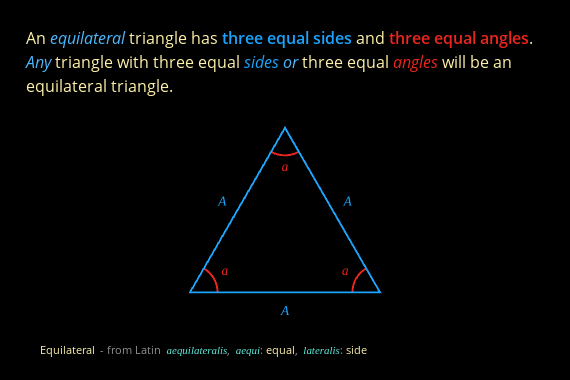 An equilateral triangle has three equal sides and three equal angles.
Any triangle with three equal sides or three equal angles will be an
equilateral triangle.
a
A
A
a
a
A
Equilateral - from Latin aequilateralis, aequi: equal, lateralis: side